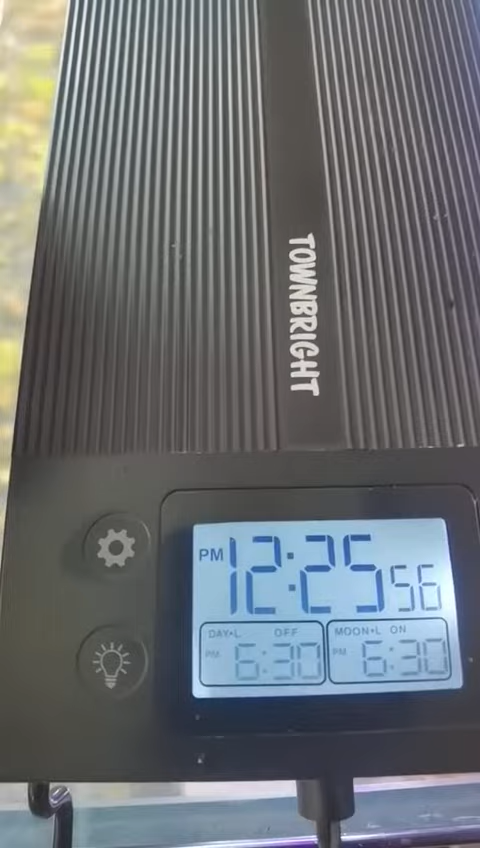 TOWNBRIGHT
PM 12:25 56
DAY•L OFF
PM 6:30
MOON•L ON
PM 6:30